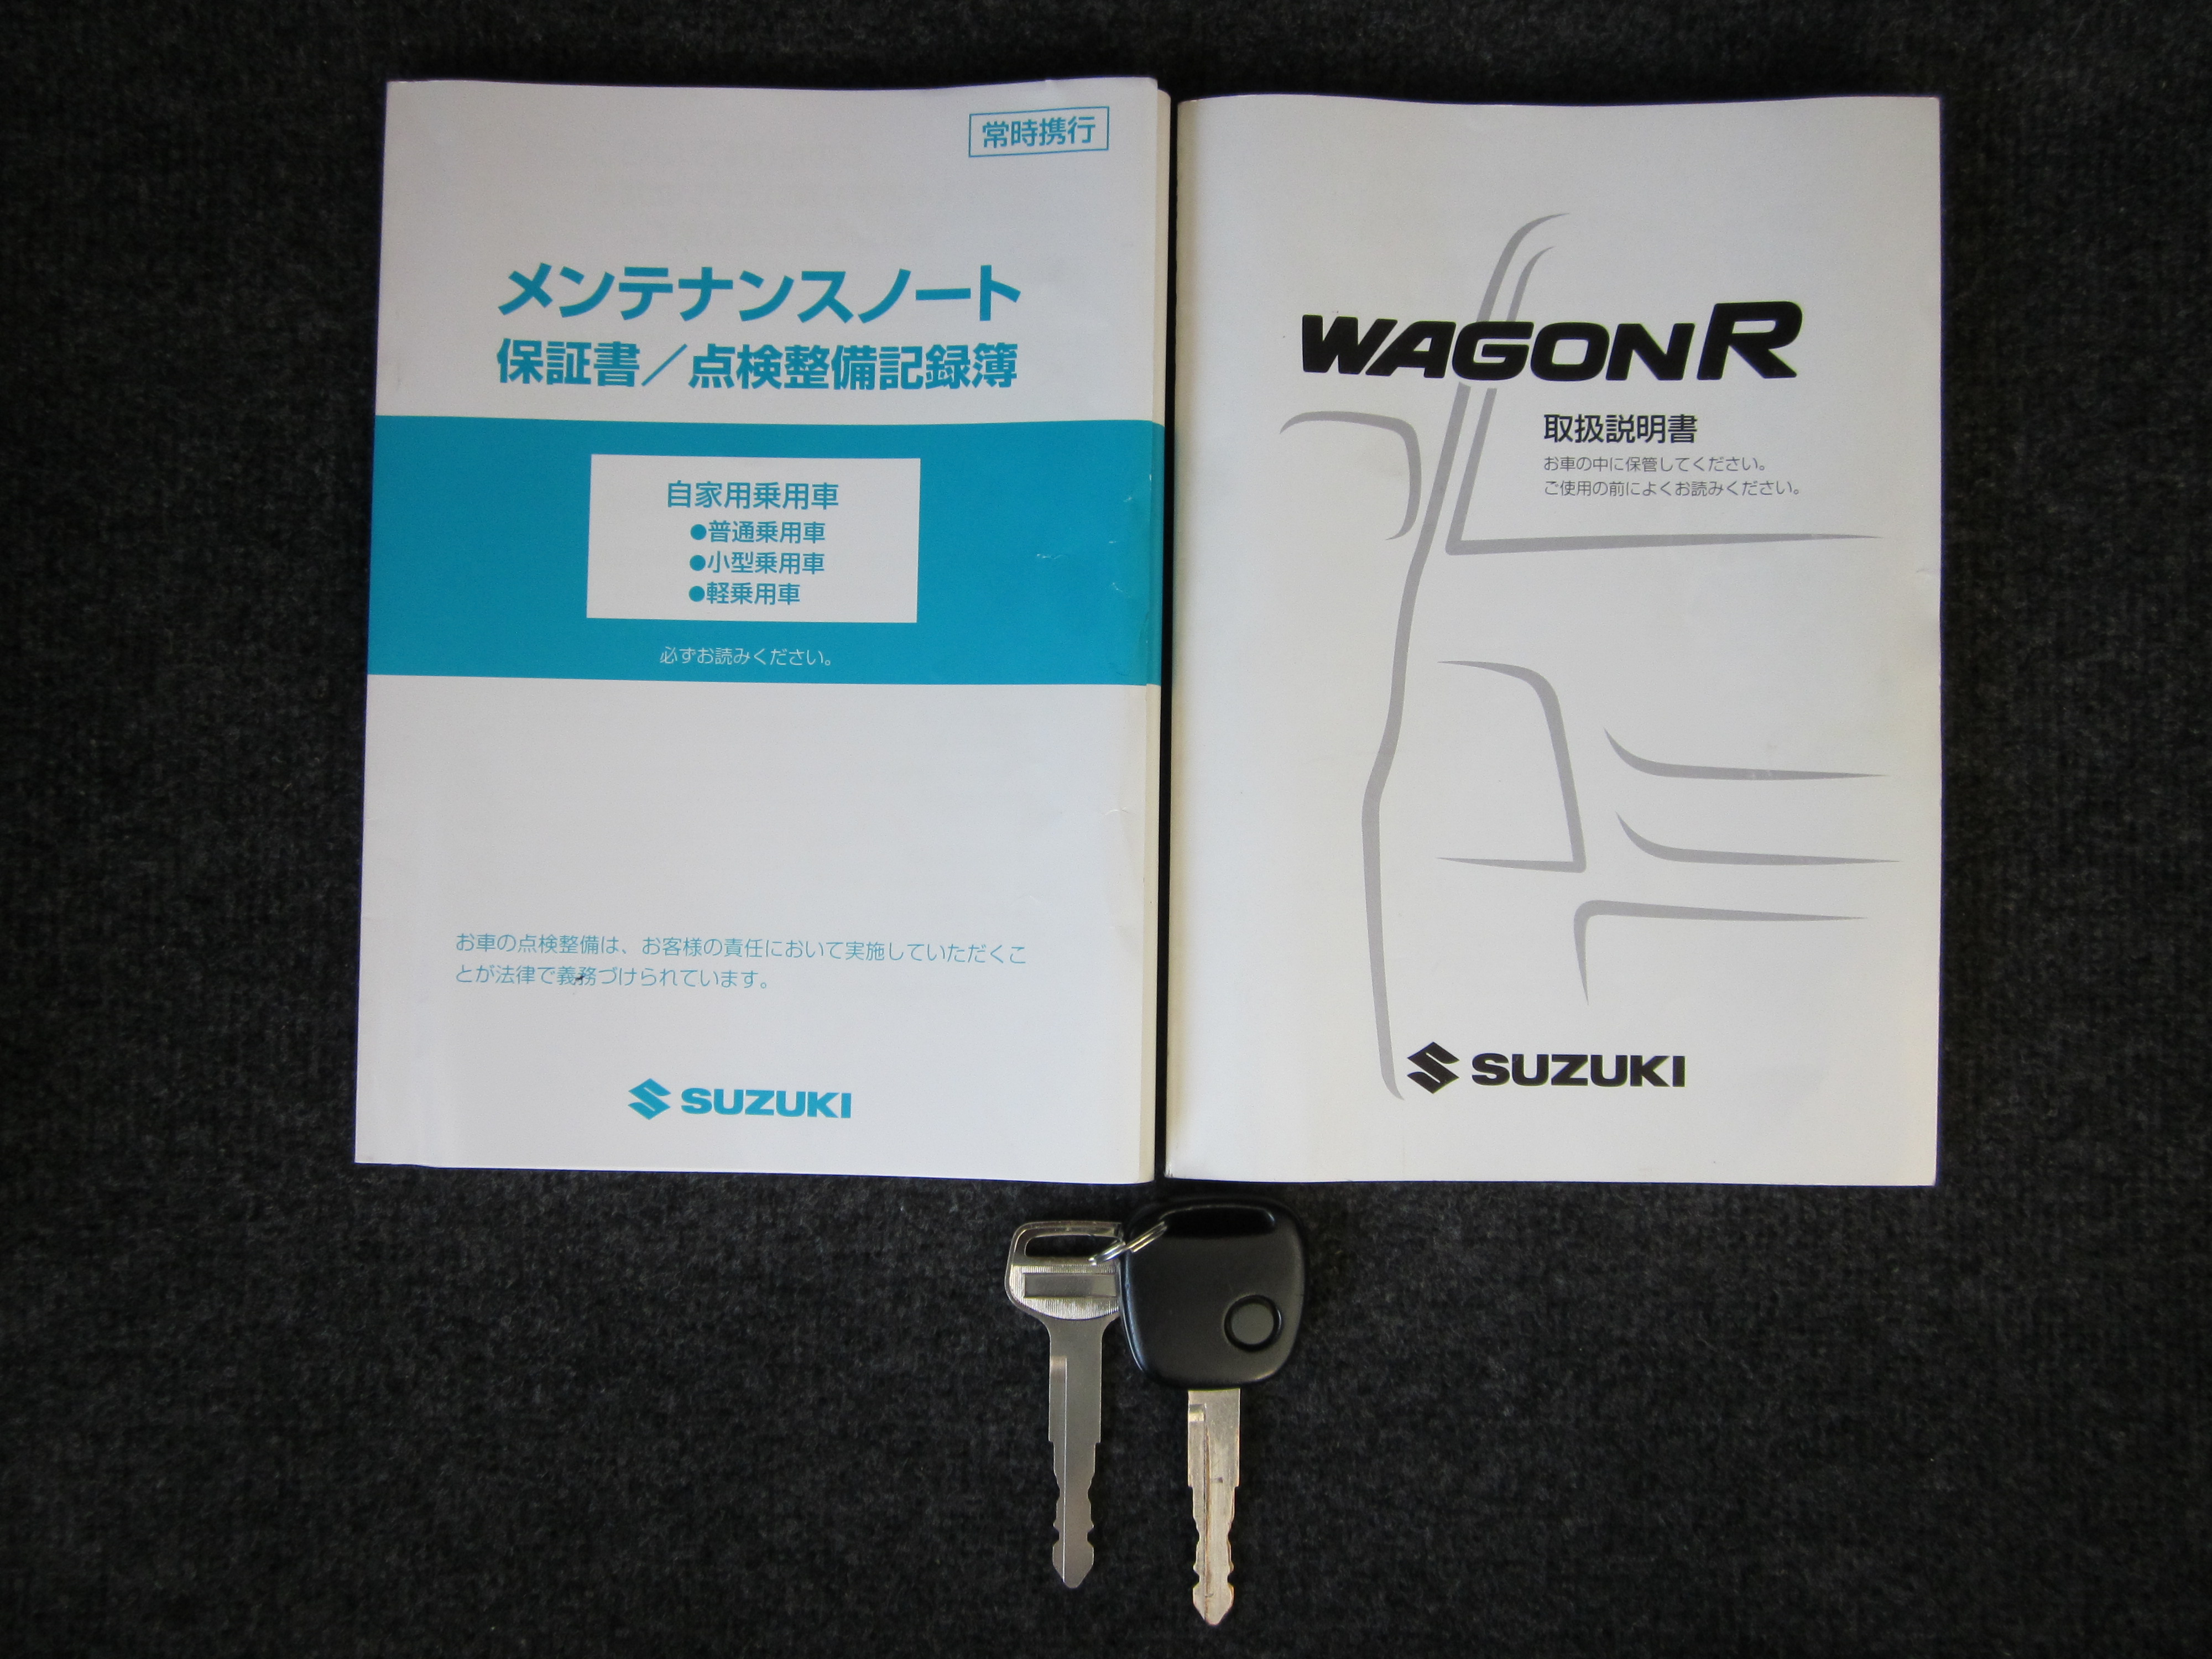 常時携行
メンテナンスノート
保証書／点検整備記録簿
自家用乗用車
●普通乗用車
●小型乗用車
●軽乗用車
必ずお読みください。
お車の点検整備は、お客様の責任において実施していただくこ
とが法律で義務づけられています。
SUZUKI
WAGON R
取扱説明書
お車の中に保管してください。
ご使用の前によくお読みください。
SUZUKI